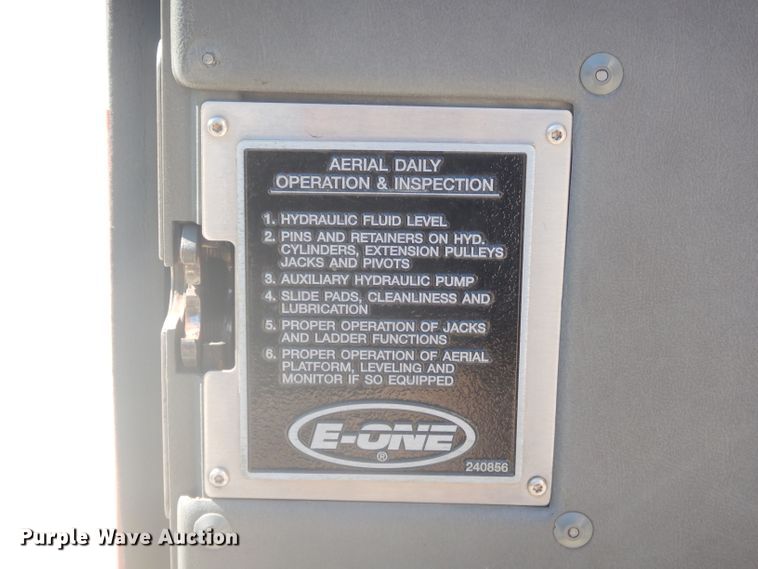 AERIAL DAILY
OPERATION & INSPECTION
1. HYDRAULIC FLUID LEVEL
2. PINS AND RETAINERS ON HYD.
CYLINDERS, EXTENSION PULLEYS
JACKS AND PIVOTS
3. AUXILIARY HYDRAULIC PUMP
4. SLIDE PADS, CLEANLINESS AND
LUBRICATION
5. PROPER OPERATION OF JACKS
AND LADDER FUNCTIONS
6. PROPER OPERATION OF AERIAL
PLATFORM, LEVELING AND
MONITOR IF SO EQUIPPED
E-ONE
®
240856
Purple Wave Auction